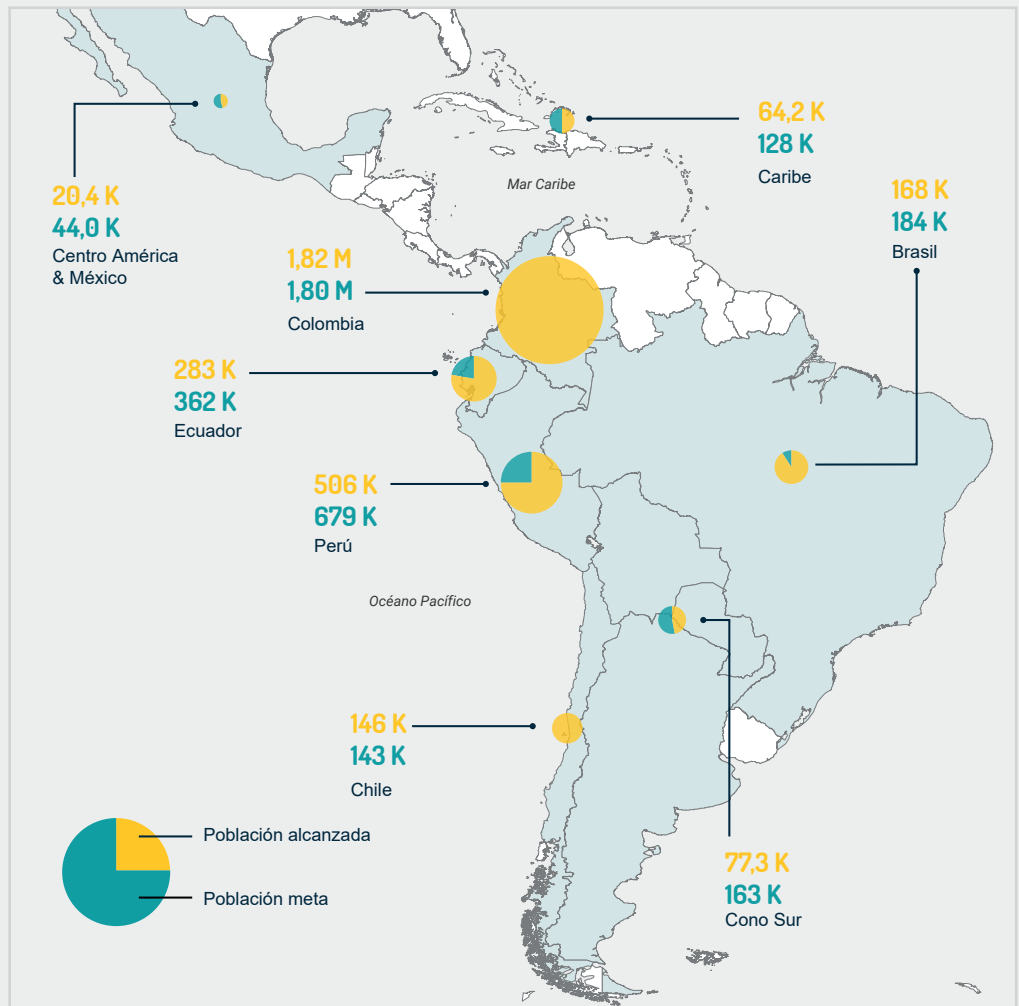 64,2 K
128 K
Caribe
Mar Caribe
168 K
184 K
Brasil
20,4 K
44,0 K
Centro América
& México
1,82 M
1,80 M
Colombia
283 K
362 K
Ecuador
506 K
679 K
Perú
Océano Pacífico
146 K
143 K
Chile
Población alcanzada
Población meta
77,3 K
163 K
Cono Sur